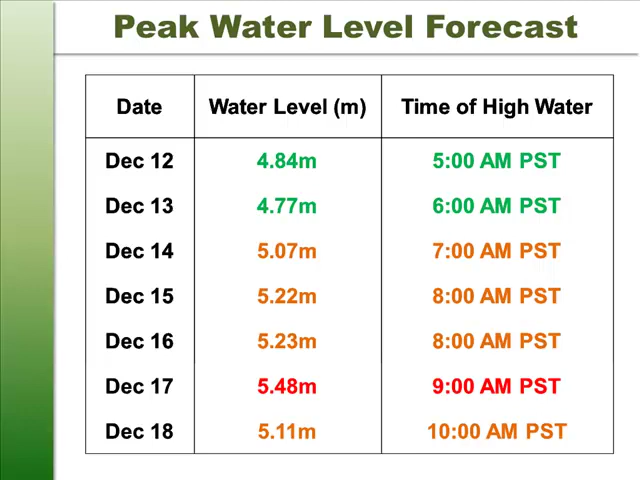 Peak Water Level Forecast
Date Water Level (m) Time of High Water
Dec 12 4.84m 5:00 AM PST
Dec 13 4.77m 6:00 AM PST
Dec 14 5.07m 7:00 AM PST
Dec 15 5.22m 8:00 AM PST
Dec 16 5.23m 8:00 AM PST
Dec 17 5.48m 9:00 AM PST
Dec 18 5.11m 10:00 AM PST